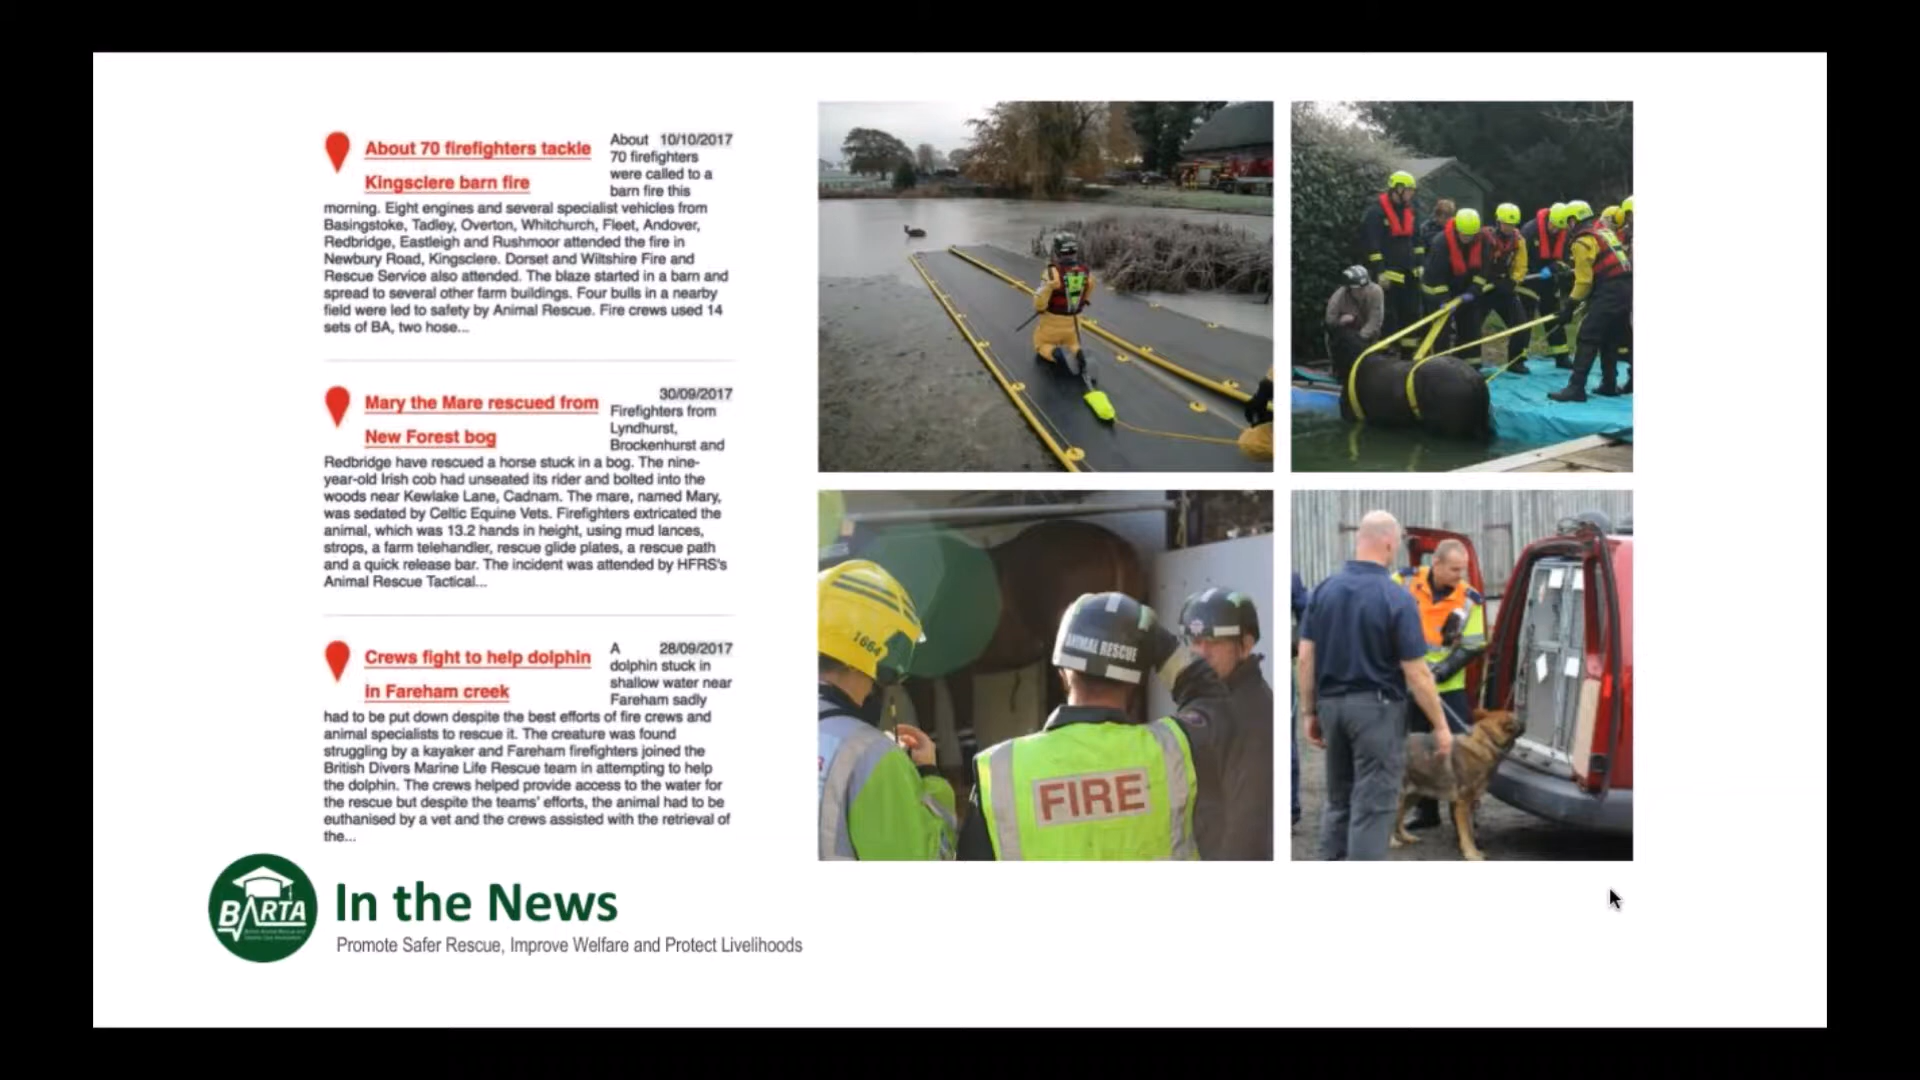 About 70 firefighters tackle
Kingsclere barn fire
About 10/10/2017
70 firefighters
were called to a
barn fire this
morning. Eight engines and several specialist vehicles from
Basingstoke, Tadley, Overton, Whitchurch, Fleet, Andover,
Redbridge, Eastleigh and Rushmoor attended the fire in
Newbury Road, Kingsclere. Dorset and Wiltshire Fire and
Rescue Service also attended. The blaze started in a barn and
spread to several other farm buildings. Four bulls in a nearby
field were led to safety by Animal Rescue. Fire crews used 14
sets of BA, two hose...
Mary the Mare rescued from
New Forest bog
30/09/2017
Firefighters from
Lyndhurst,
Brockenhurst and
Redbridge have rescued a horse stuck in a bog. The nine-
year-old Irish cob had unseated its rider and bolted into the
woods near Kewlake Lane, Cadnam. The mare, named Mary,
was sedated by Celtic Equine Vets. Firefighters extricated the
animal, which was 13.2 hands in height, using mud lances,
strops, a farm telehandler, rescue glide plates, a rescue path
and a quick release bar. The incident was attended by HFRS's
Animal Rescue Tactical...
Crews fight to help dolphin
in Fareham creek
A 28/09/2017
dolphin stuck in
shallow water near
Fareham sadly
had to be put down despite the best efforts of fire crews and
animal specialists to rescue it. The creature was found
struggling by a kayaker and Fareham firefighters joined the
British Divers Marine Life Rescue team in attempting to help
the dolphin. The crews helped provide access to the water for
the rescue but despite the teams' efforts, the animal had to be
euthanised by a vet and the crews assisted with the retrieval of
the...
1664
ANIMAL RESCUE
FIRE
BARTA
In the News
Promote Safer Rescue, Improve Welfare and Protect Livelihoods